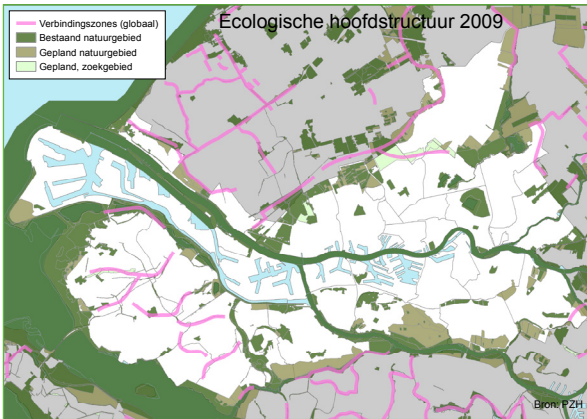 Ecologische hoofdstructuur 2009
Verbindingszones (globaal)
Bestaand natuurgebied
Gepland natuurgebied
Gepland, zoekgebied
Bron: PZH